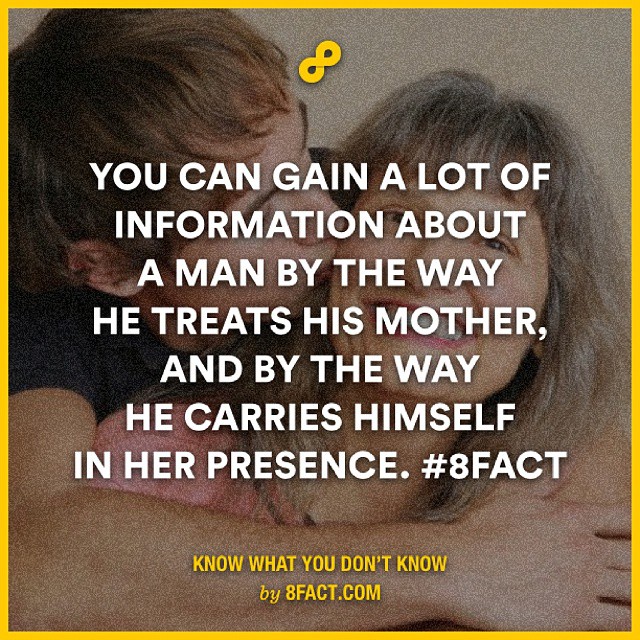 YOU CAN GAIN A LOT OF
INFORMATION ABOUT
A MAN BY THE WAY
HE TREATS HIS MOTHER,
AND BY THE WAY
HE CARRIES HIMSELF
IN HER PRESENCE. #8FACT
KNOW WHAT YOU DON'T KNOW
by 8FACT.COM